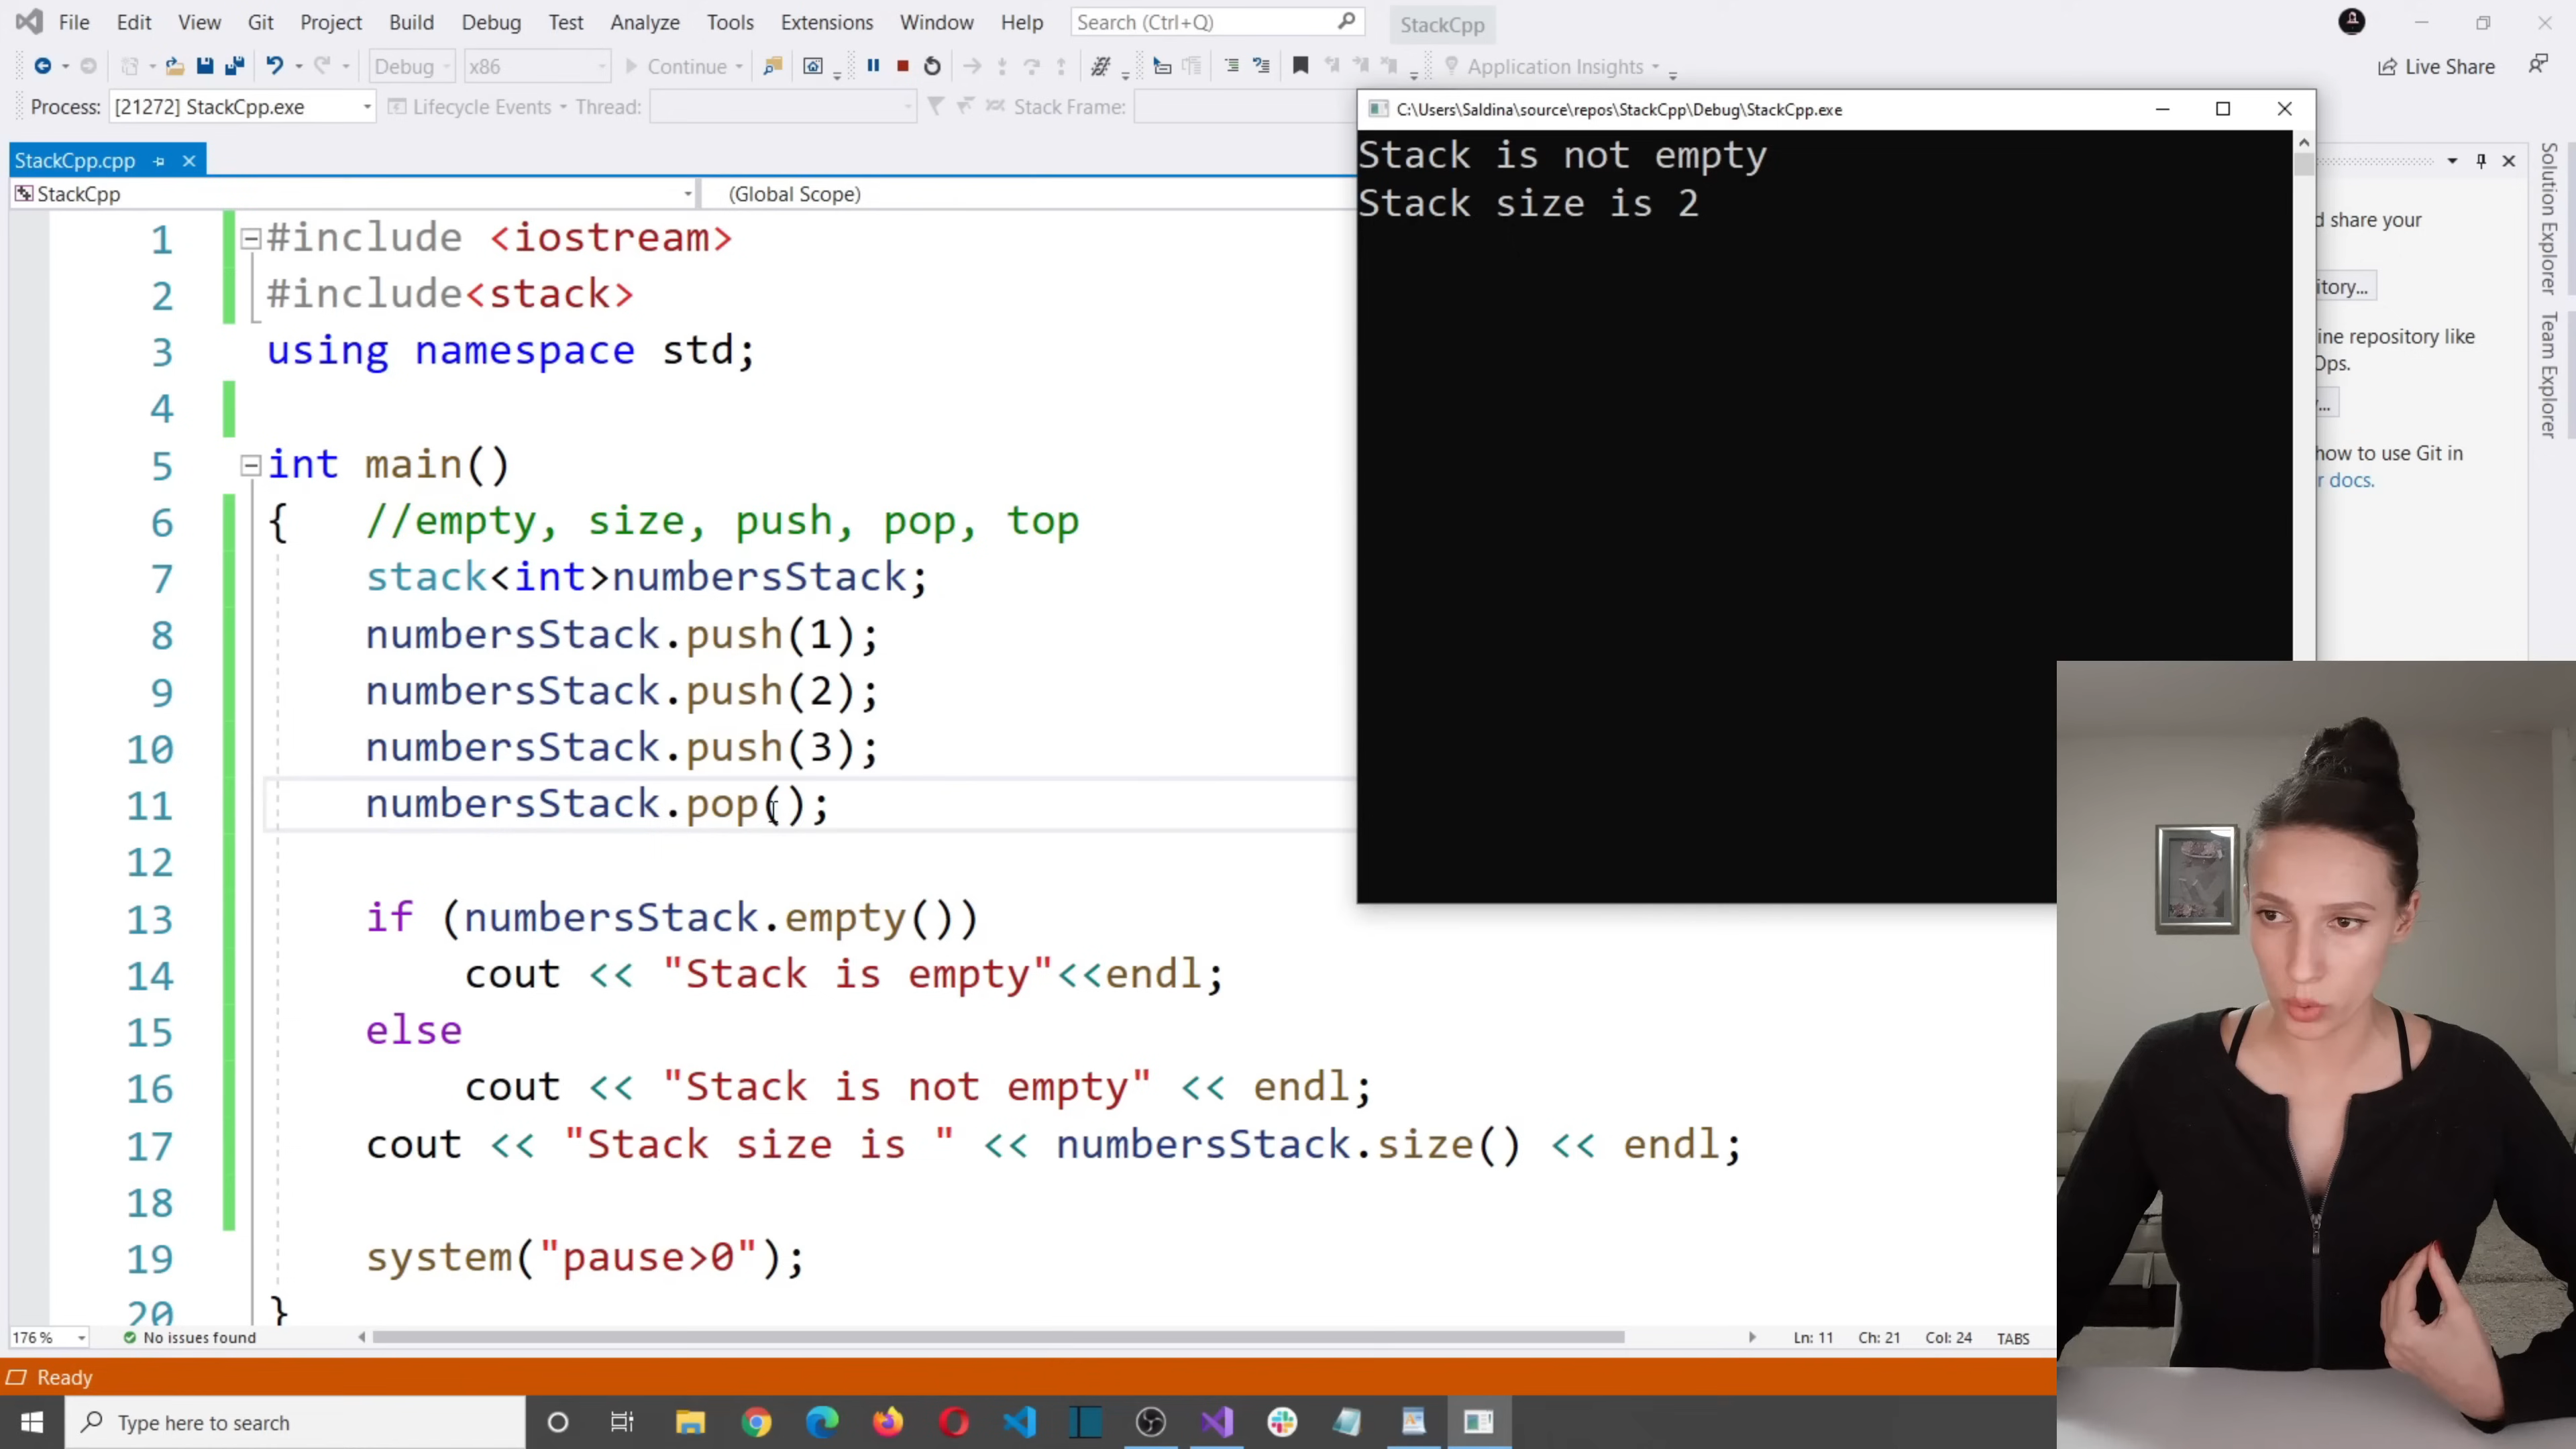 File Edit View Git Project Build Debug Test Analyze Tools Extensions Window Help Search (Ctrl+Q) StackCpp
Debug x86 Continue Application Insights Live Share
Process: [21272] StackCpp.exe Lifecycle Events Thread: Stack Frame:
C:\Users\Saldina\source\repos\StackCpp\Debug\StackCpp.exe
Stack is not empty
Stack size is 2
StackCpp.cpp
StackCpp (Global Scope)
1 #include <iostream>
2 #include<stack>
3 using namespace std;
4
5 int main()
6 { //empty, size, push, pop, top
7 stack<int>numbersStack;
8 numbersStack.push(1);
9 numbersStack.push(2);
10 numbersStack.push(3);
11 numbersStack.pop();
12
13 if (numbersStack.empty())
14 cout << "Stack is empty"<<endl;
15 else
16 cout << "Stack is not empty" << endl;
17 cout << "Stack size is " << numbersStack.size() << endl;
18
19 system("pause>0");
20 }
d share your
itory...
ine repository like
Ops.
how to use Git in
r docs.
Solution Explorer
Team Explorer
176 % No issues found Ln: 11 Ch: 21 Col: 24 TABS
Ready
Type here to search